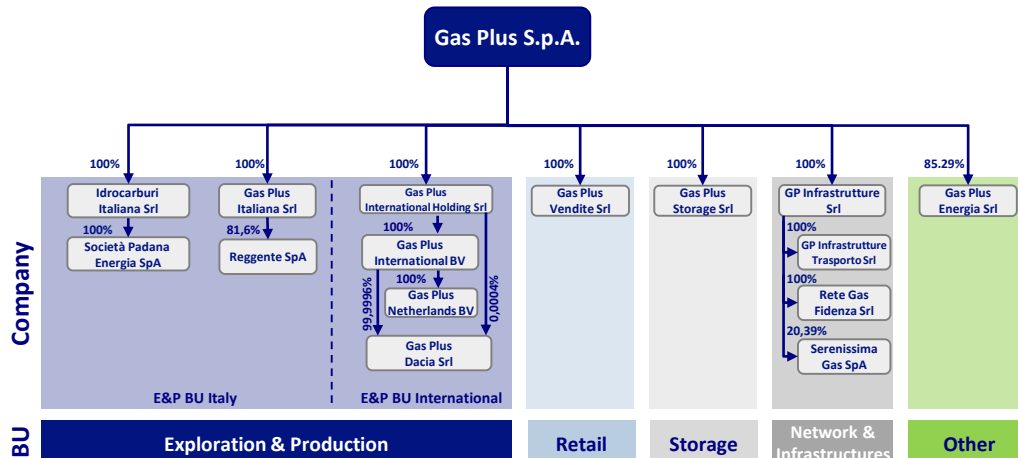 Gas Plus S.p.A.
100%
100%
100%
100%
100%
100%
85.29%
Idrocarburi
Italiana Srl
Gas Plus
Italiana Srl
Gas Plus
International Holding Srl
Gas Plus
Vendite Srl
Gas Plus
Storage Srl
GP Infrastrutture
Srl
Gas Plus
Energia Srl
100%
81,6%
100%
100%
Società Padana
Energia SpA
Reggente SpA
Gas Plus
International BV
GP Infrastrutture
Trasporto Srl
100%
100%
Gas Plus
Netherlands BV
Rete Gas
Fidenza Srl
99,9996%
0,0004%
20,39%
Gas Plus
Dacia Srl
Serenissima
Gas SpA
Company
E&P BU Italy
E&P BU International
BU
Exploration & Production
Retail
Storage
Network &
Infrastructures
Other